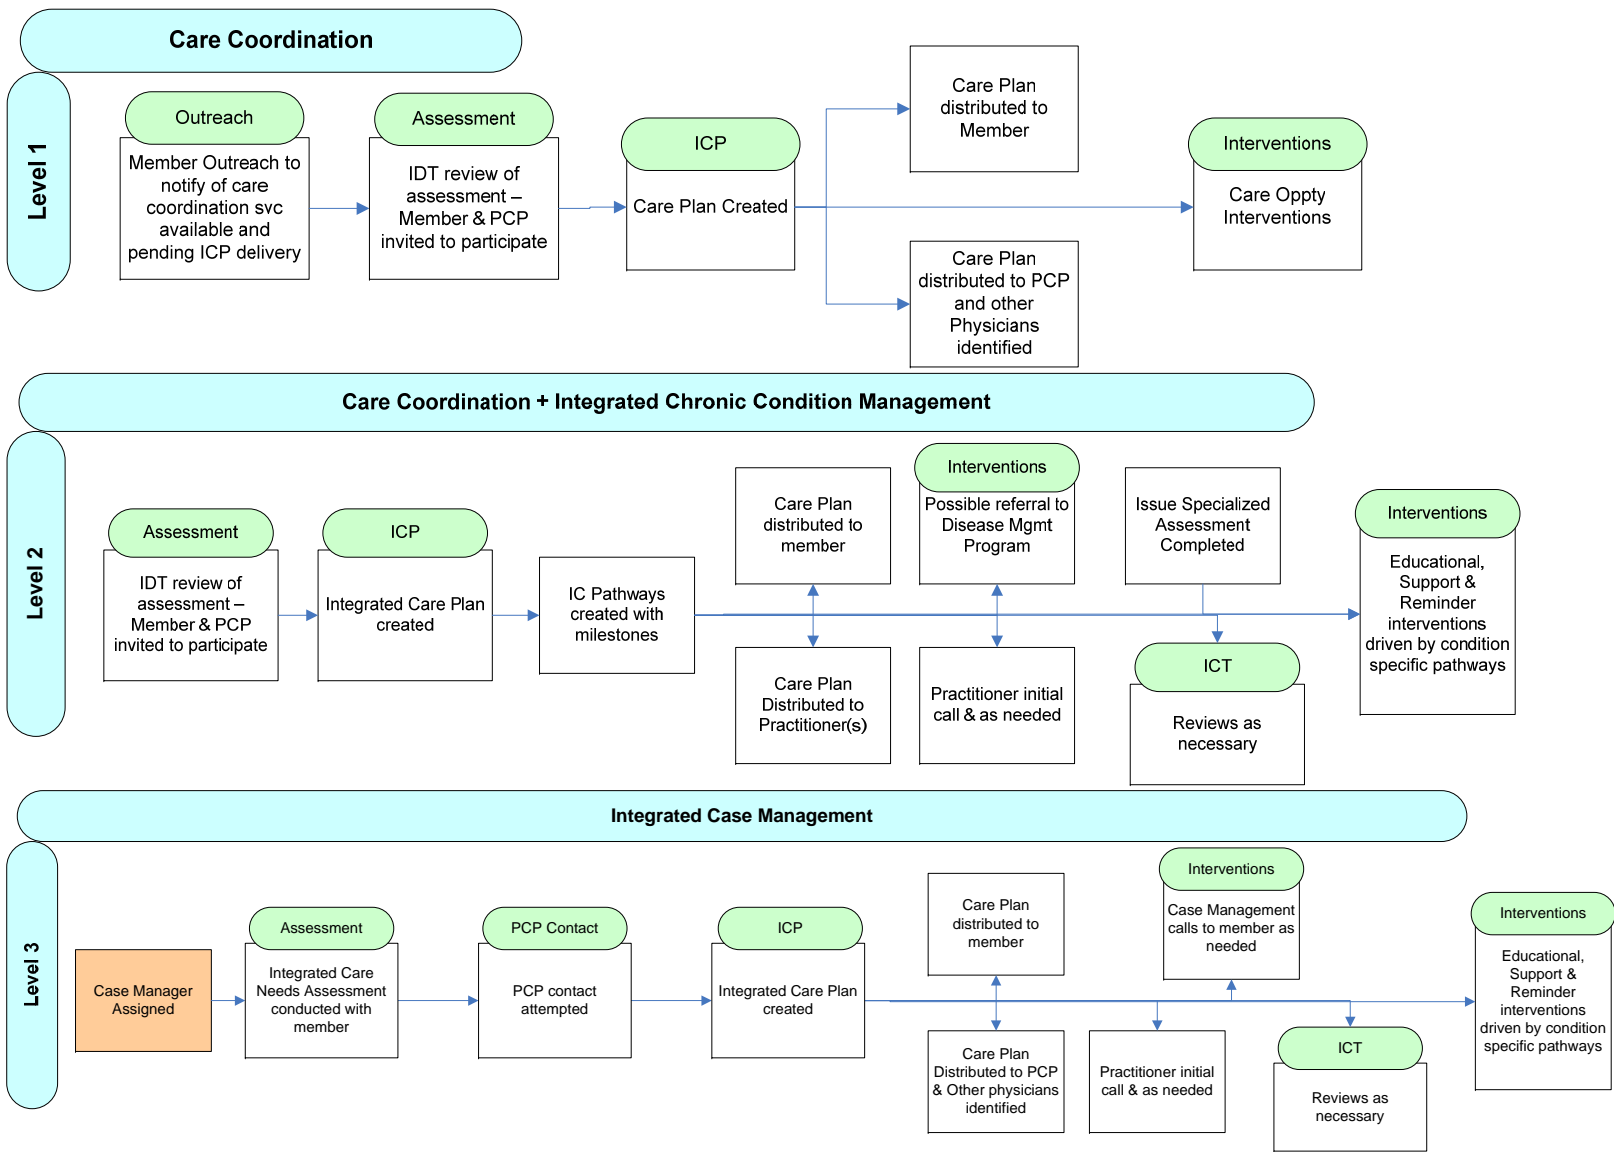 Care Coordination
Level 1
Outreach
Member Outreach to
notify of care
coordination svc
available and
pending ICP delivery
Assessment
IDT review of
assessment –
Member & PCP
invited to participate
ICP
Care Plan Created
Care Plan
distributed to
Member
Care Plan
distributed to PCP
and other
Physicians
identified
Interventions
Care Oppty
Interventions
Care Coordination + Integrated Chronic Condition Management
Level 2
Assessment
IDT review of
assessment –
Member & PCP
invited to participate
ICP
Integrated Care Plan
created
IC Pathways
created with
milestones
Care Plan
distributed to
member
Care Plan
Distributed to
Practitioner(s)
Interventions
Possible referral to
Disease Mgmt
Program
Practitioner initial
call & as needed
Issue Specialized
Assessment
Completed
ICT
Reviews as
necessary
Interventions
Educational,
Support &
Reminder
interventions
driven by condition
specific pathways
Integrated Case Management
Level 3
Case Manager
Assigned
Assessment
Integrated Care
Needs Assessment
conducted with
member
PCP Contact
PCP contact
attempted
ICP
Integrated Care Plan
created
Care Plan
distributed to
member
Care Plan
Distributed to PCP
& Other physicians
identified
Interventions
Case Management
calls to member as
needed
Practitioner initial
call & as needed
ICT
Reviews as
necessary
Interventions
Educational,
Support &
Reminder
interventions
driven by condition
specific pathways